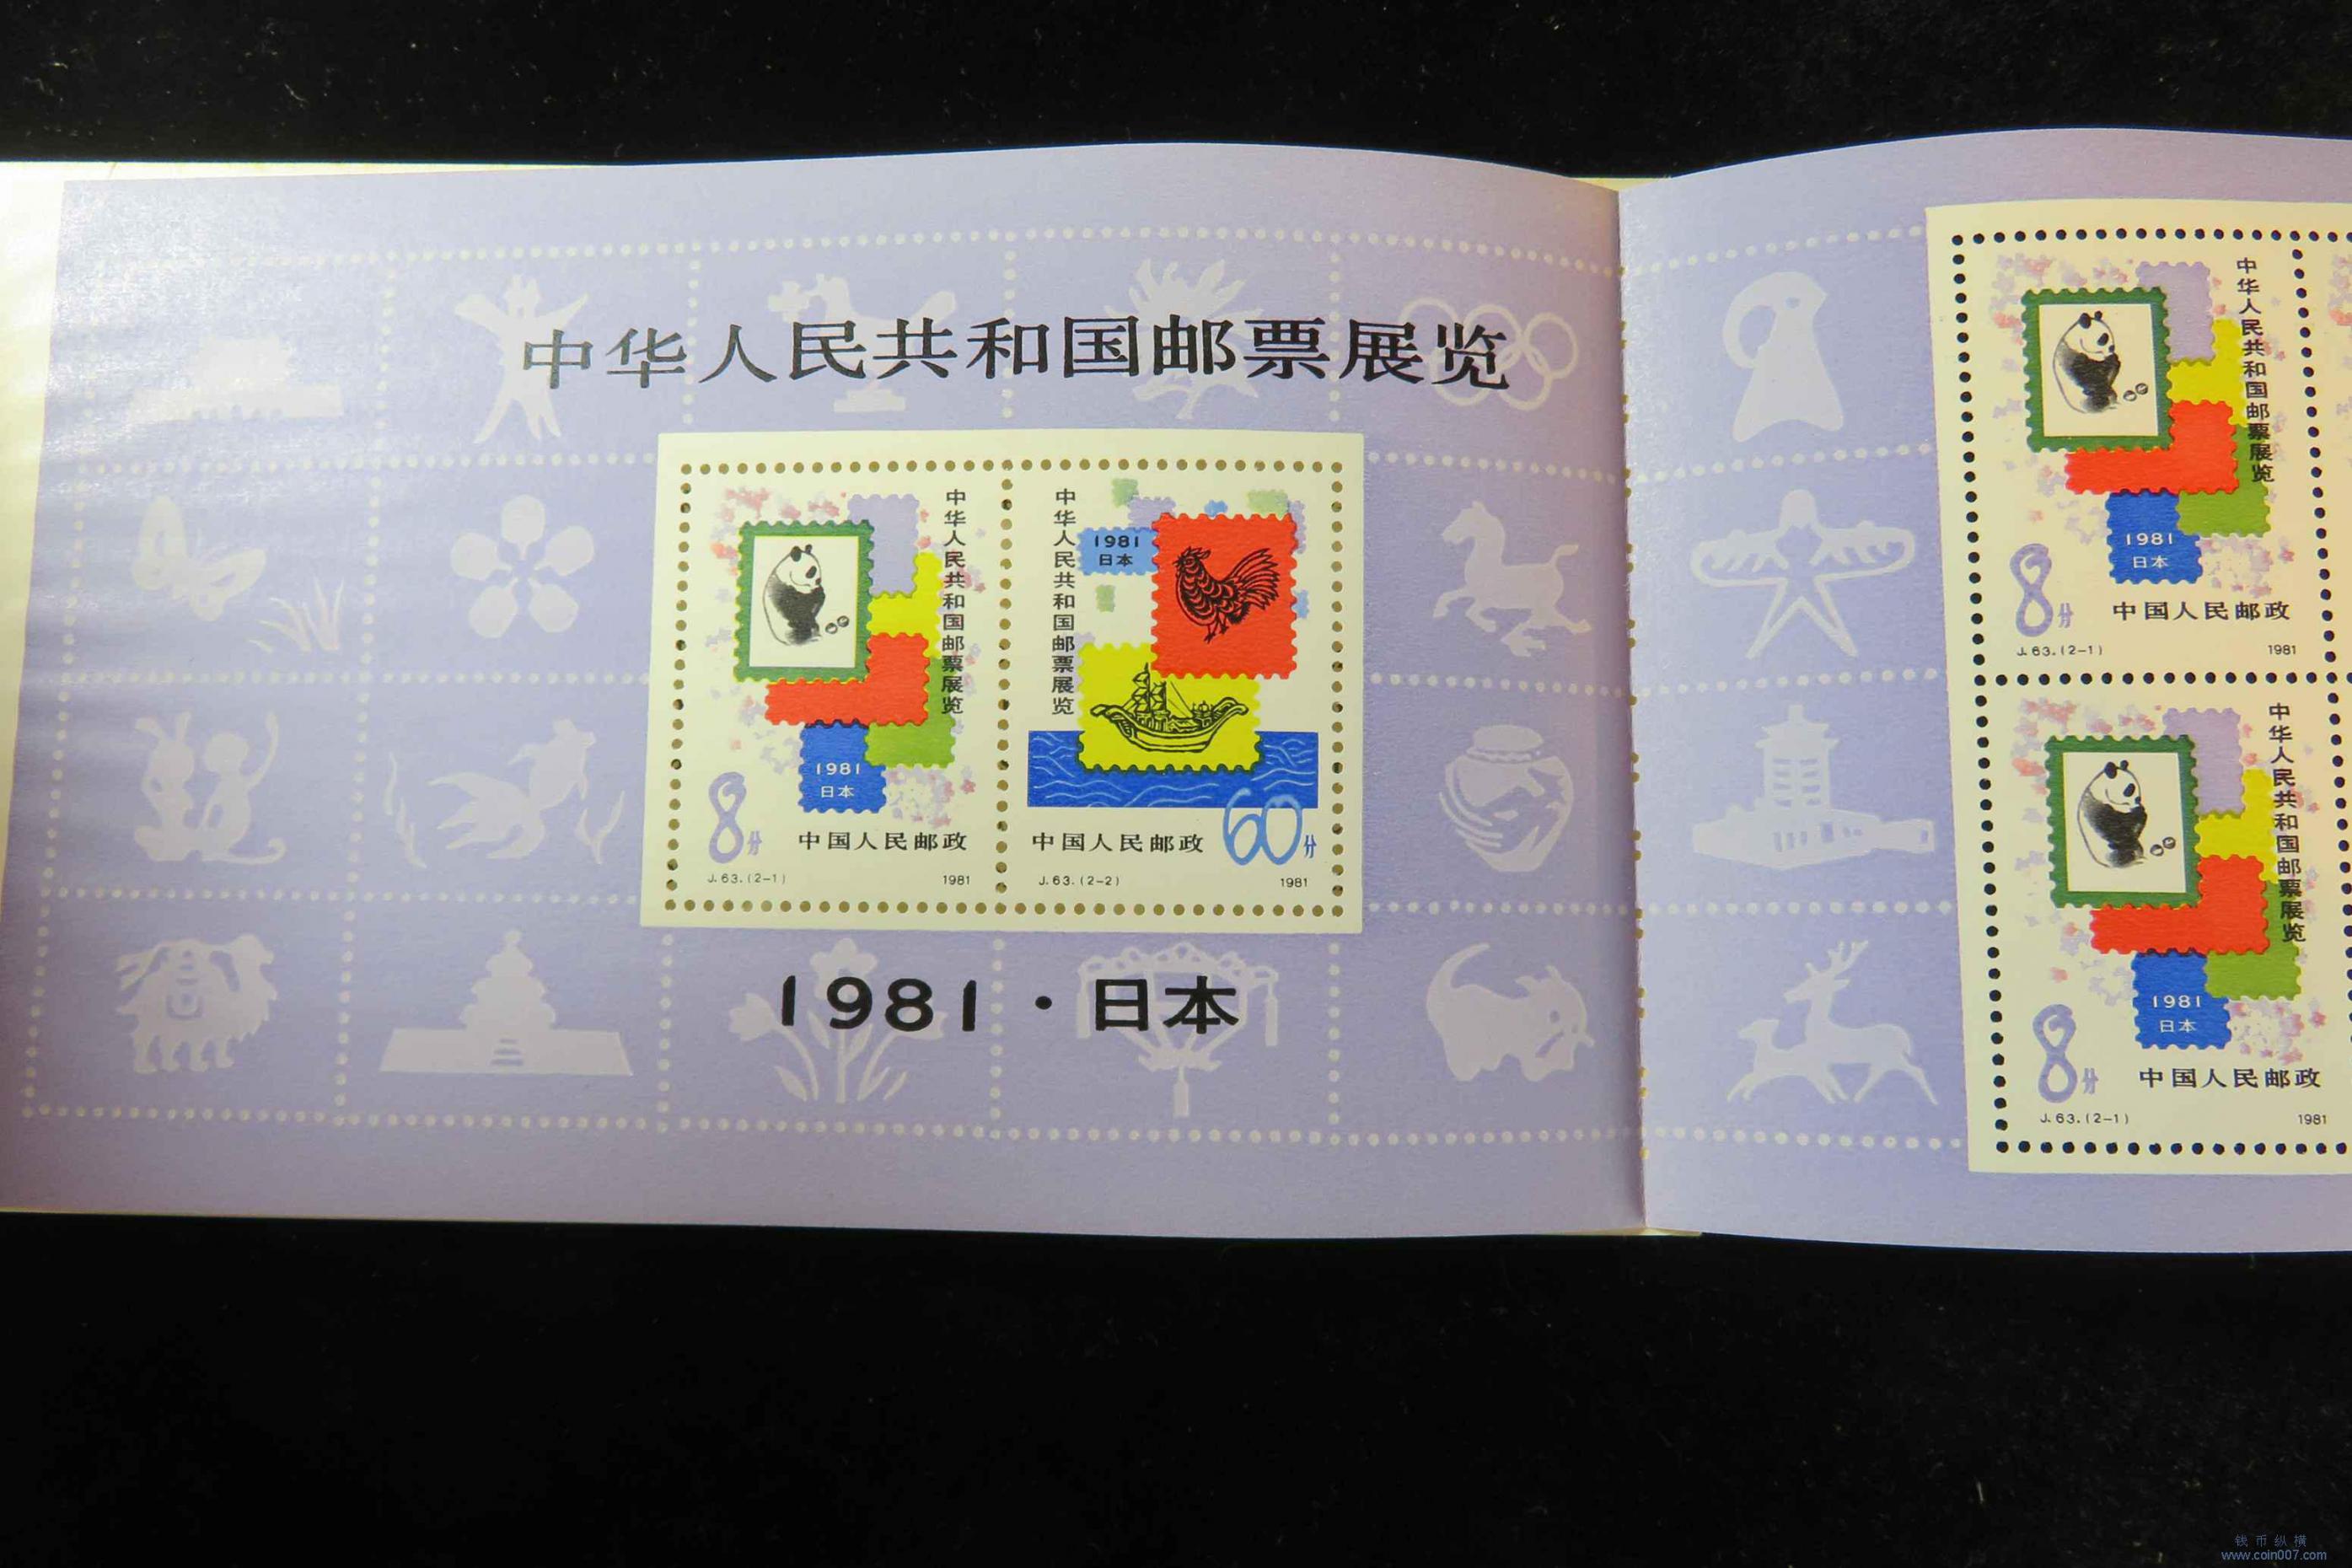 中华人民共和国邮票展览
中华人民共和国邮票展览
1981
日本
8分
中国人民邮政
J.63.(2-1)
1981
中华人民共和国邮票展览
1981
日本
中国人民邮政
60分
J.63.(2-2)
1981
1981·日本
中华人民共和国邮票展览
1981
日本
8分
中国人民邮政
J.63.(2-1)
1981
中华人民共和国邮票展览
1981
日本
8分
中国人民邮政
J.63.(2-1)
1981
钱币纵横
www.coin007.com